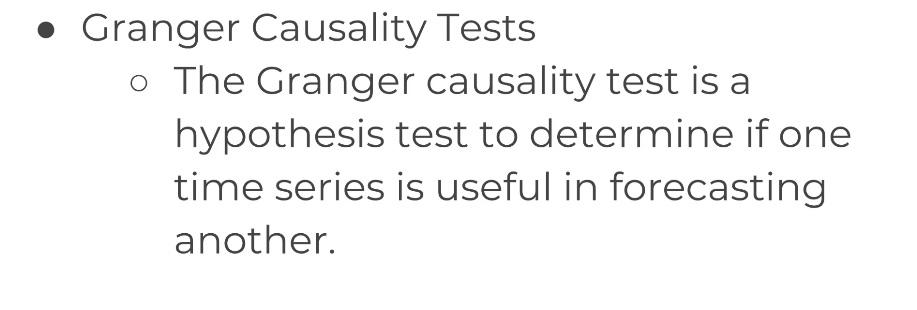 ● Granger Causality Tests
○ The Granger causality test is a
hypothesis test to determine if one
time series is useful in forecasting
another.